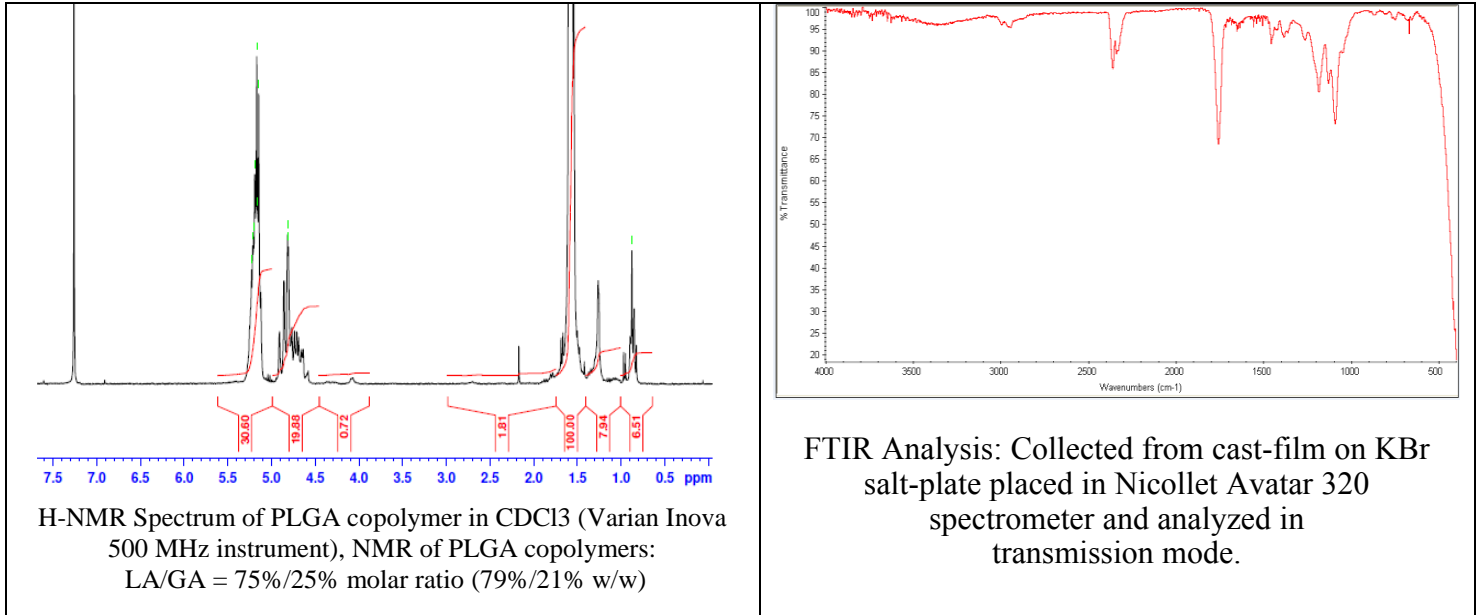 30.60
19.88
0.72
1.81
100.00
7.94
6.51
7.5 7.0 6.5 6.0 5.5 5.0 4.5 4.0 3.5 3.0 2.5 2.0 1.5 1.0 0.5 ppm
H-NMR Spectrum of PLGA copolymer in CDCl3 (Varian Inova
500 MHz instrument), NMR of PLGA copolymers:
LA/GA = 75%/25% molar ratio (79%/21% w/w)
100
95
90
85
80
75
70
65
60
55
50
45
40
35
30
25
20
%Transmittance
4000 3000 2000 1500 1000 500
Wavenumbers (cm-1)
FTIR Analysis: Collected from cast-film on KBr
salt-plate placed in Nicollet Avatar 320
spectrometer and analyzed in
transmission mode.